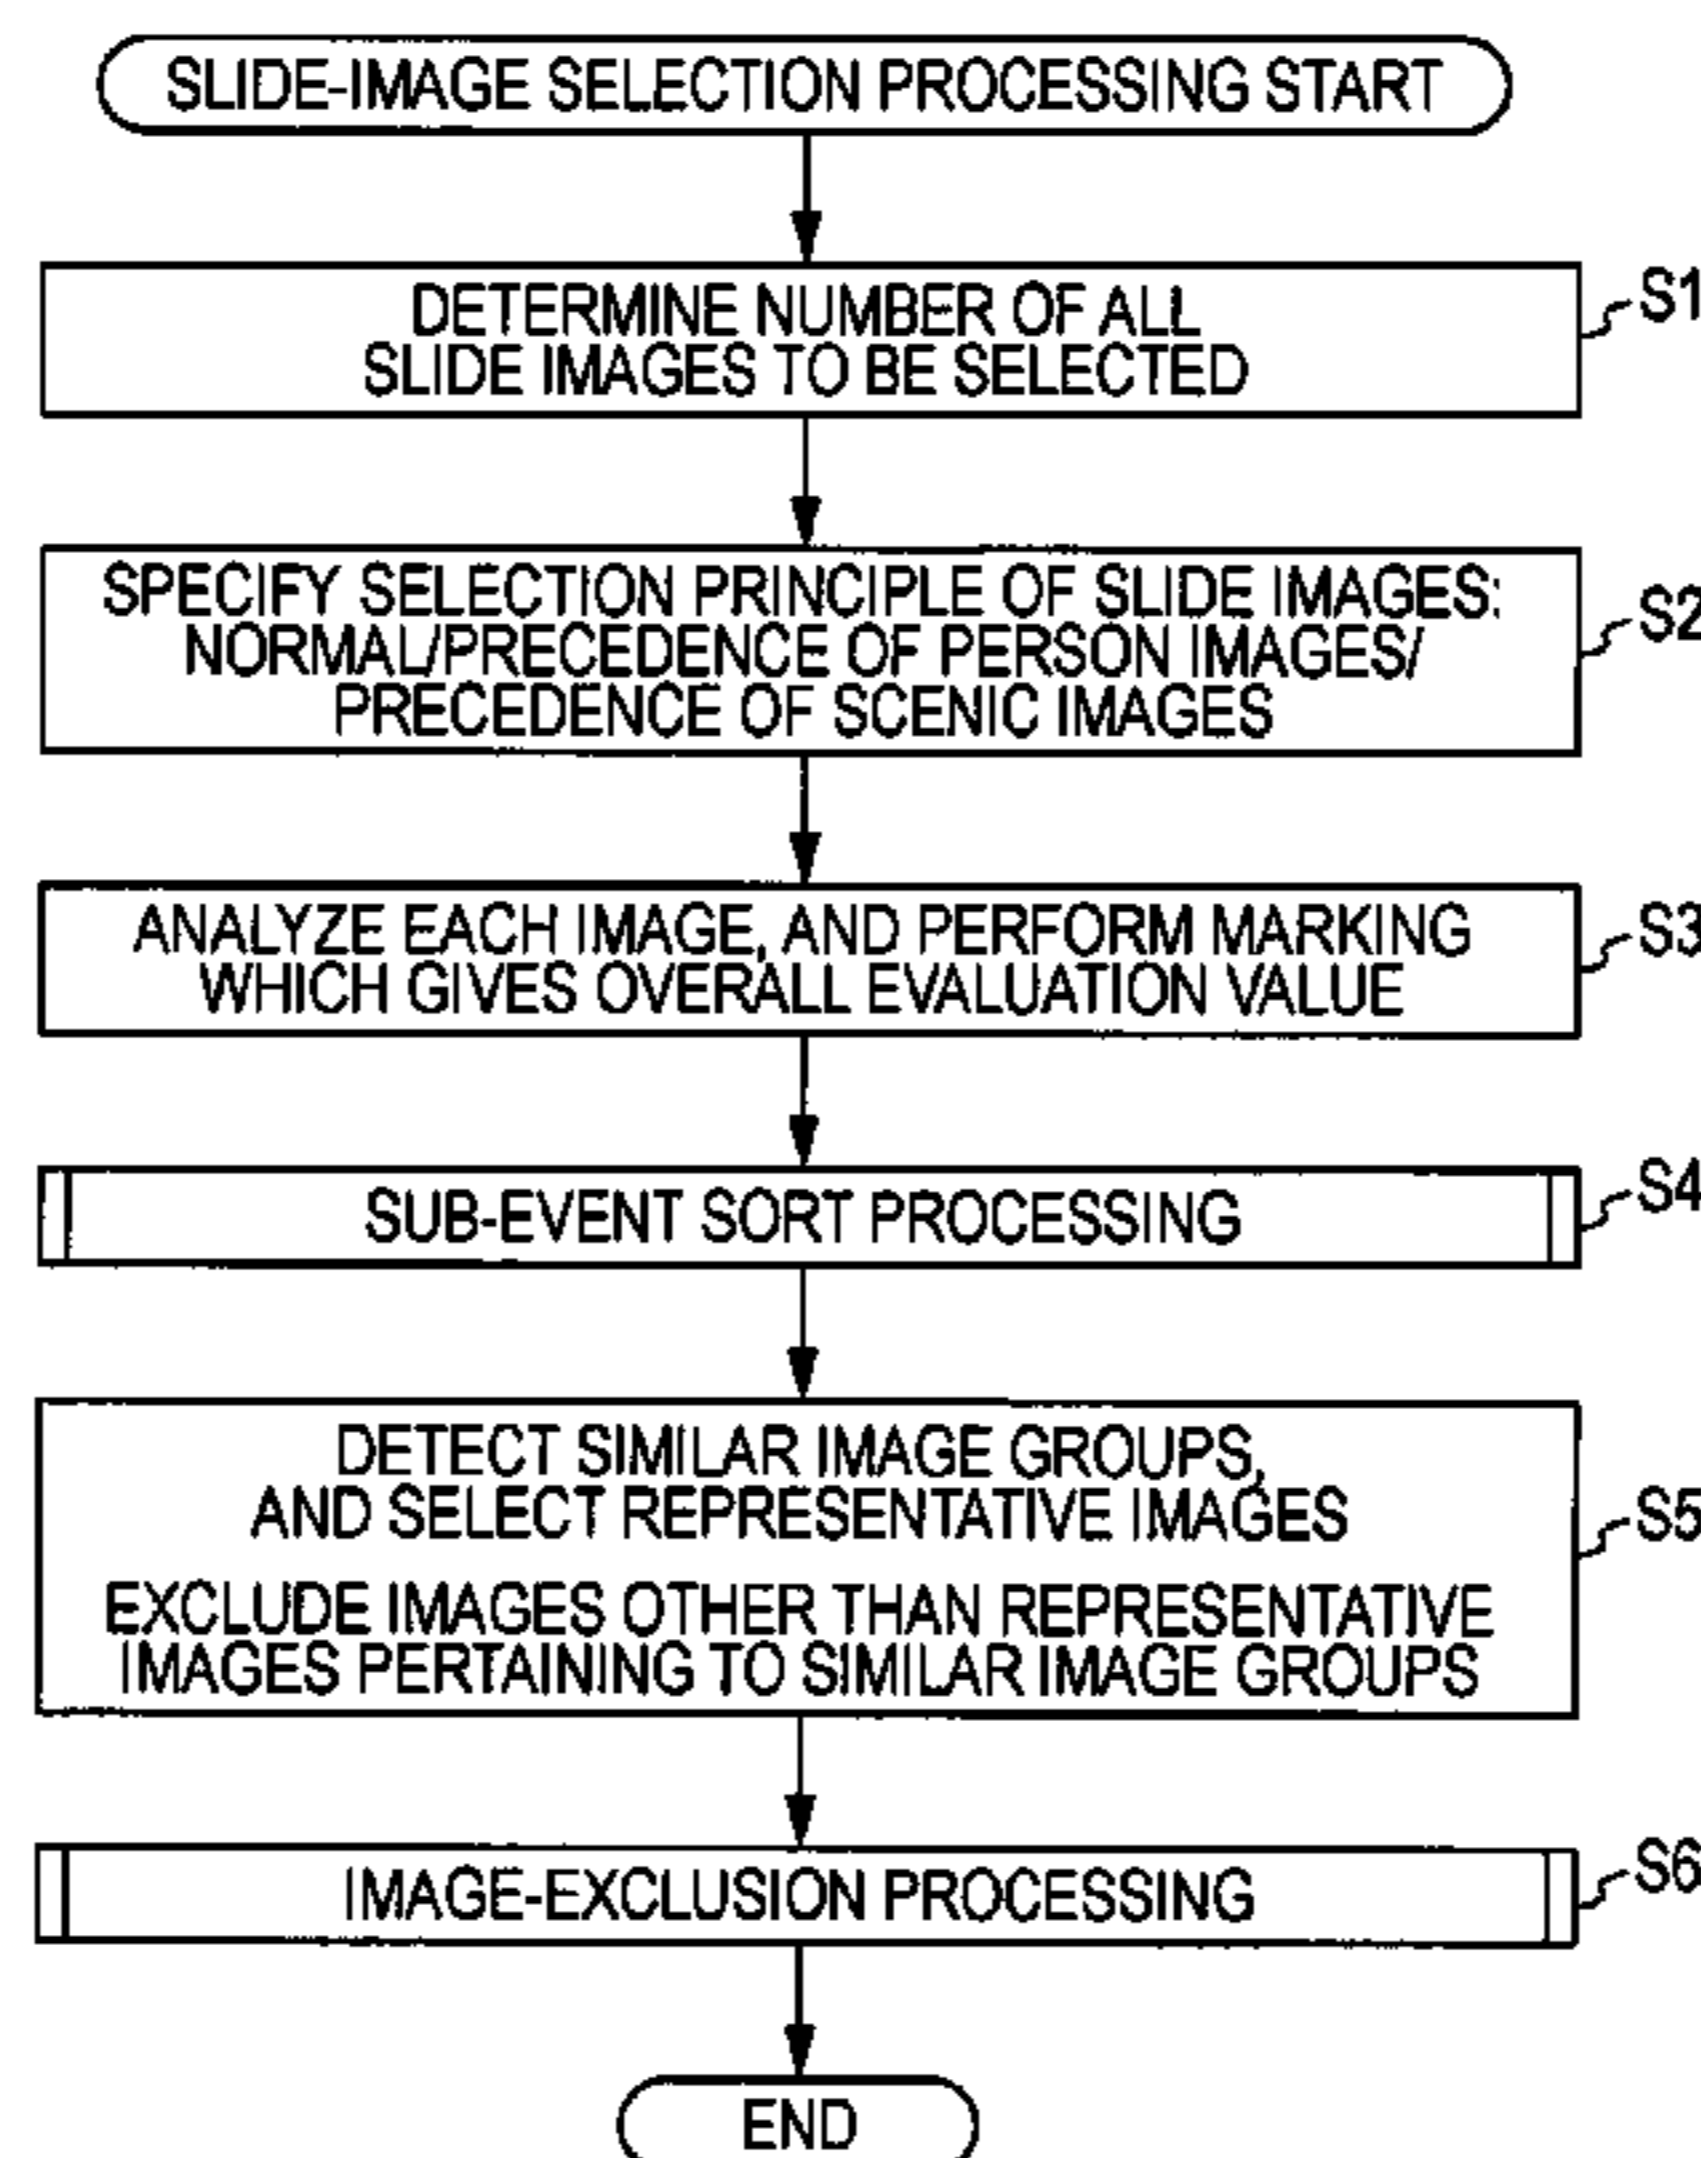 SLIDE-IMAGE SELECTION PROCESSING START
DETERMINE NUMBER OF ALL
SLIDE IMAGES TO BE SELECTED
S1
SPECIFY SELECTION PRINCIPLE OF SLIDE IMAGES:
NORMAL/PRECEDENCE OF PERSON IMAGES/
PRECEDENCE OF SCENIC IMAGES
S2
ANALYZE EACH IMAGE, AND PERFORM MARKING
WHICH GIVES OVERALL EVALUATION VALUE
S3
SUB-EVENT SORT PROCESSING
S4
DETECT SIMILAR IMAGE GROUPS,
AND SELECT REPRESENTATIVE IMAGES
EXCLUDE IMAGES OTHER THAN REPRESENTATIVE
IMAGES PERTAINING TO SIMILAR IMAGE GROUPS
S5
IMAGE-EXCLUSION PROCESSING
S6
END